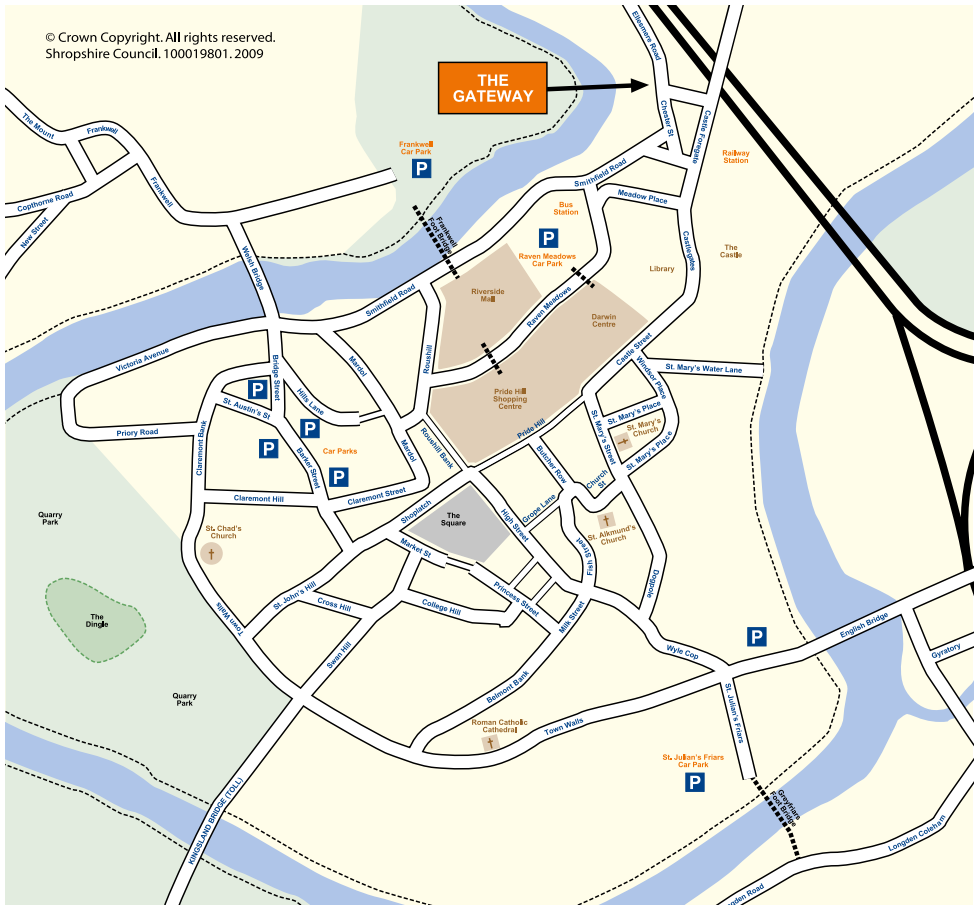 © Crown Copyright. All rights reserved.
Shropshire Council. 100019801. 2009
THE
GATEWAY
Ellesmere Road
Chester St
Castle Foregate
Railway
Station
The Mount
Frankwell
Frankwell
Copthorne Road
New Street
Frankwell
Car Park
P
Frankwell
Foot Bridge
Welsh Bridge
Smithfield Road
Meadow Place
Bus
Station
P
Raven Meadows
Car Park
Castlegates
The
Castle
Library
Smithfield Road
Riverside
Mall
Raven Meadows
Darwin
Centre
Castle Street
Victoria Avenue
Bridge Street
Mardol
Roushill
Windsor Place
St. Mary's Water Lane
Pride Hill
Shopping
Centre
Pride Hill
P
St. Austin's St
Hills Lane
P
P
P
Car Parks
Priory Road
Claremont Bank
Barker Street
Mardol
Roushill Bank
Butcher Row
St. Mary's Street
St. Mary's Place
St. Mary's
Church
St. Mary's Place
Claremont Hill
Claremont Street
Shoplatch
The
Square
High Street
Grope Lane
Church
St
St. Alkmund's
Church
Fish Street
Quarry
Park
St. Chad's
Church
Market St
Princess Street
Dogpole
The
Dingle
Town Walls
St. John's Hill
Cross Hill
College Hill
Milk Street
Swan Hill
Wyle Cop
P
English Bridge
Gyratory
Quarry
Park
Belmont Bank
Roman Catholic
Cathedral
Town Walls
St. Julian's Friars
St. Julian's Friars
Car Park
P
Greyfriars
Foot Bridge
KINGSLAND BRIDGE (TOLL)
Longden Coleham
gden Road